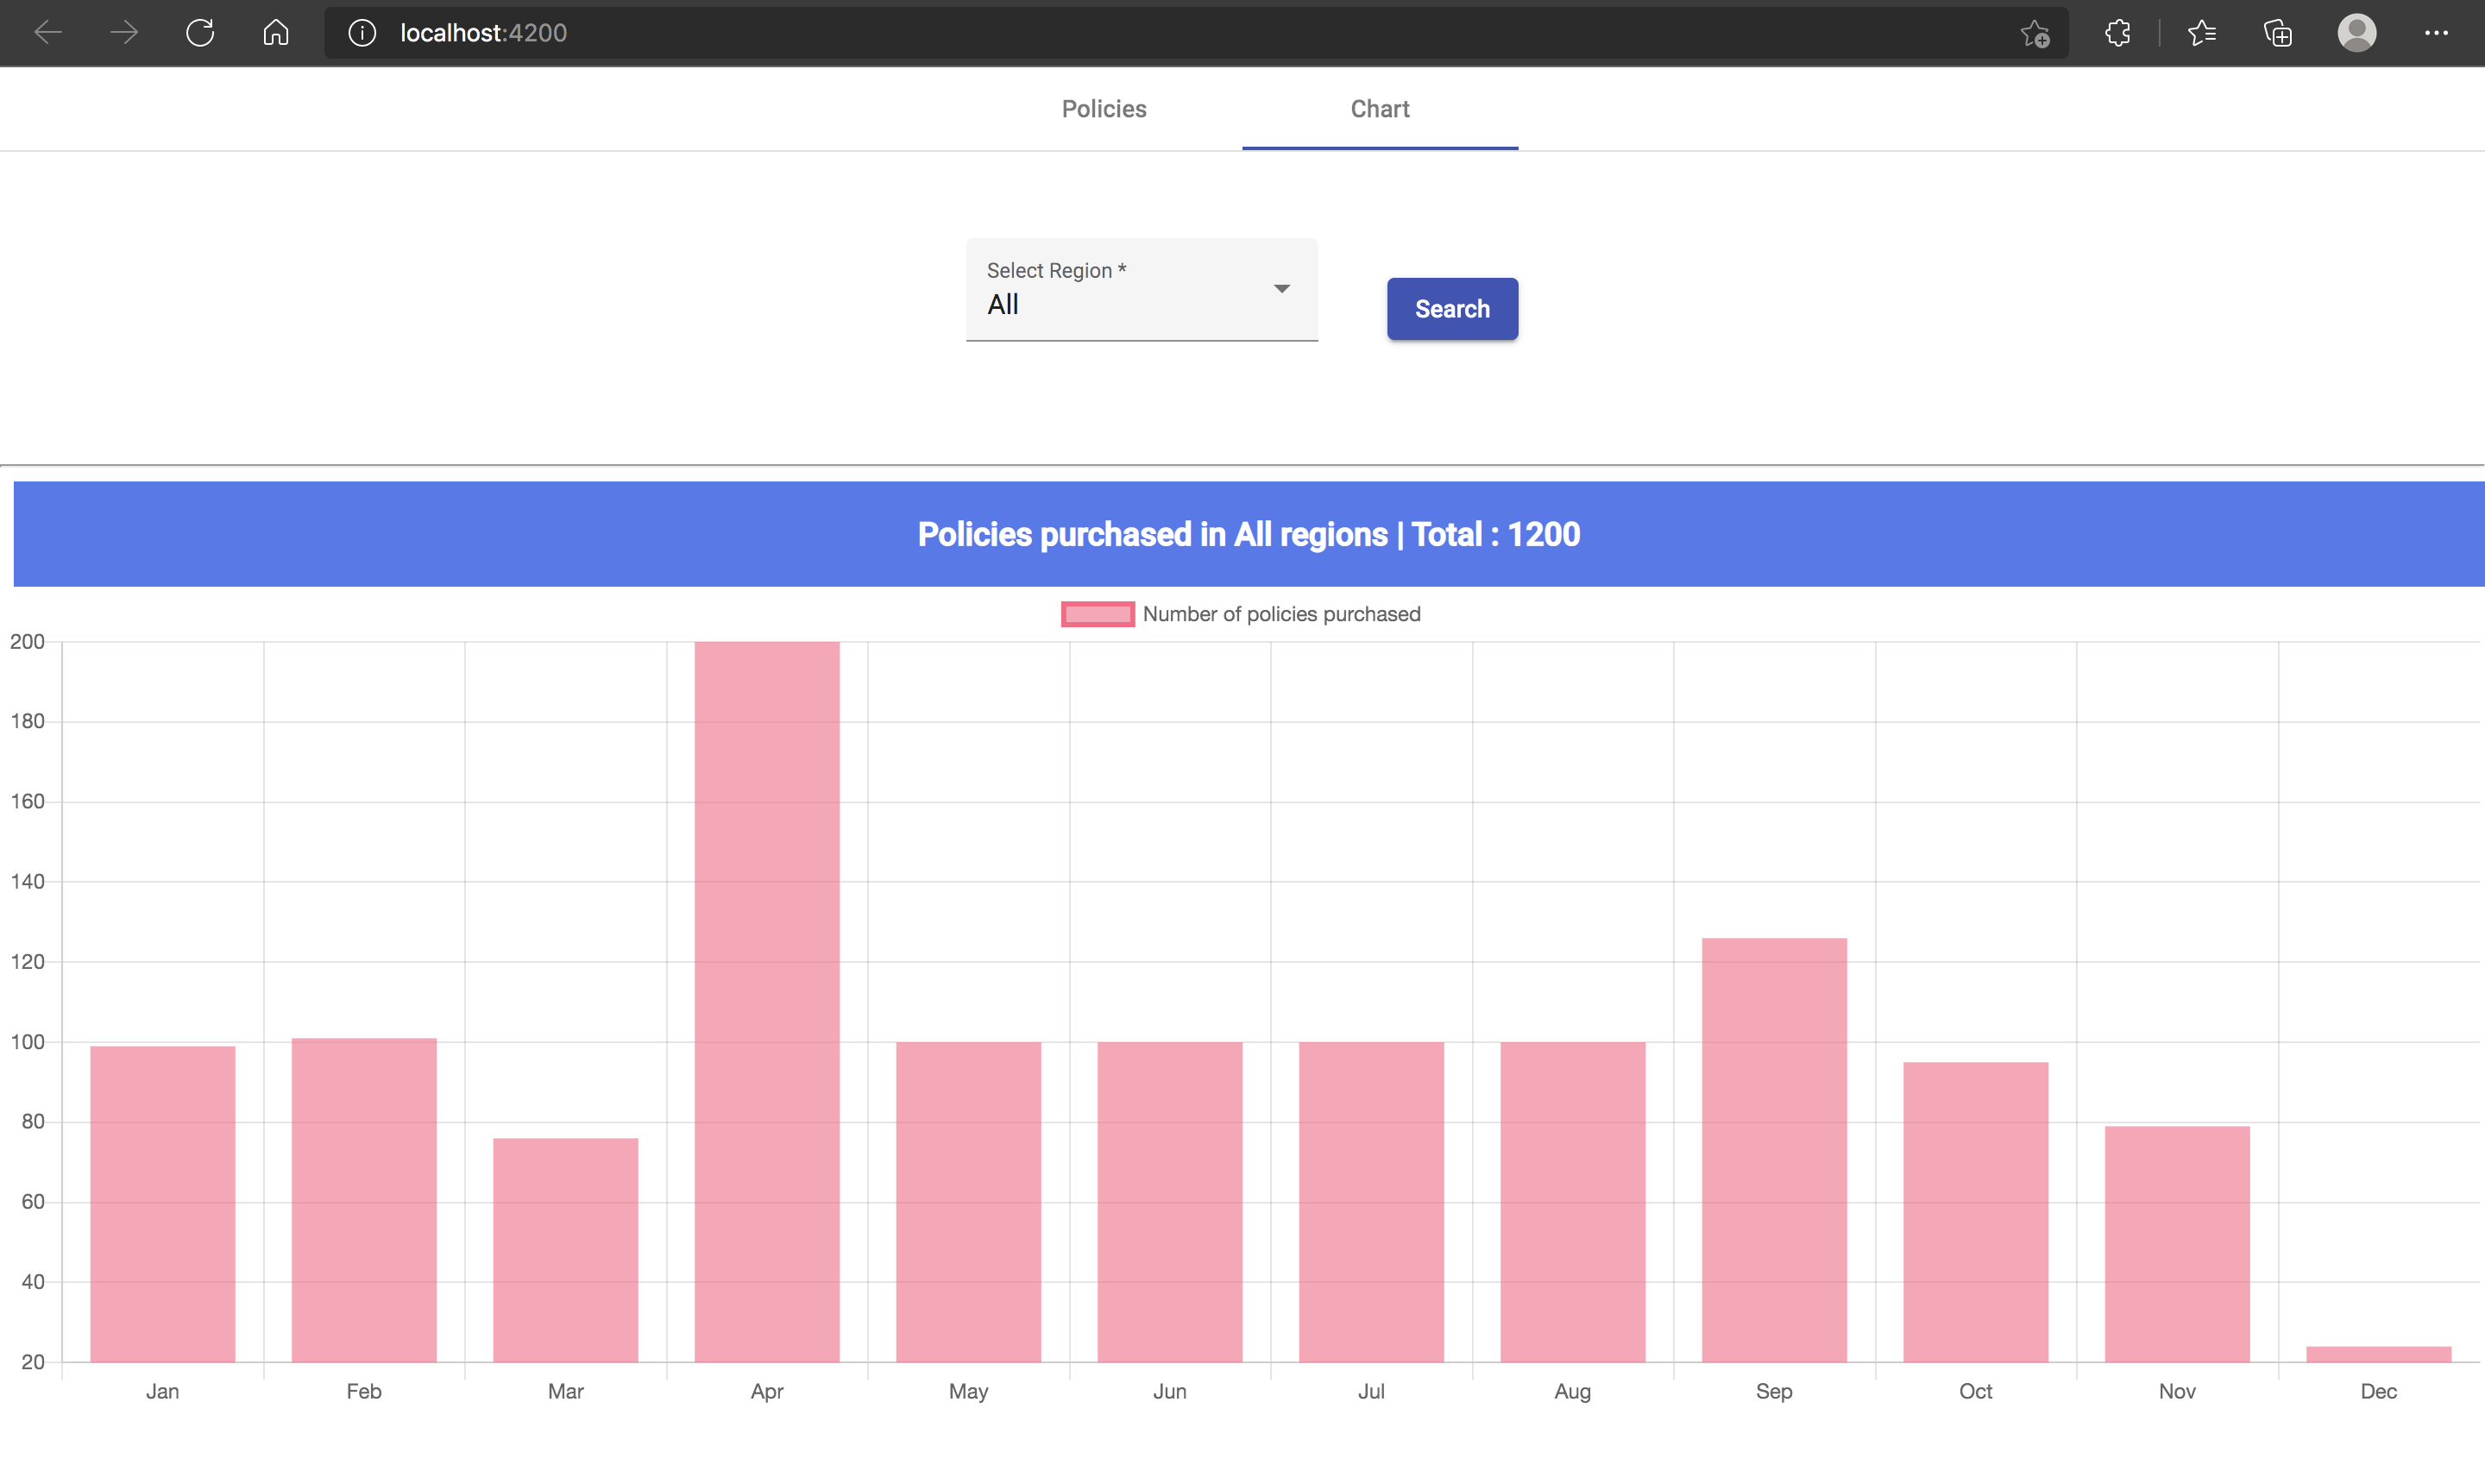 localhost:4200
Policies Chart
Select Region *
All
Search
Policies purchased in All regions | Total : 1200
Number of policies purchased
200
180
160
140
120
100
80
60
40
20
Jan Feb Mar Apr May Jun Jul Aug Sep Oct Nov Dec